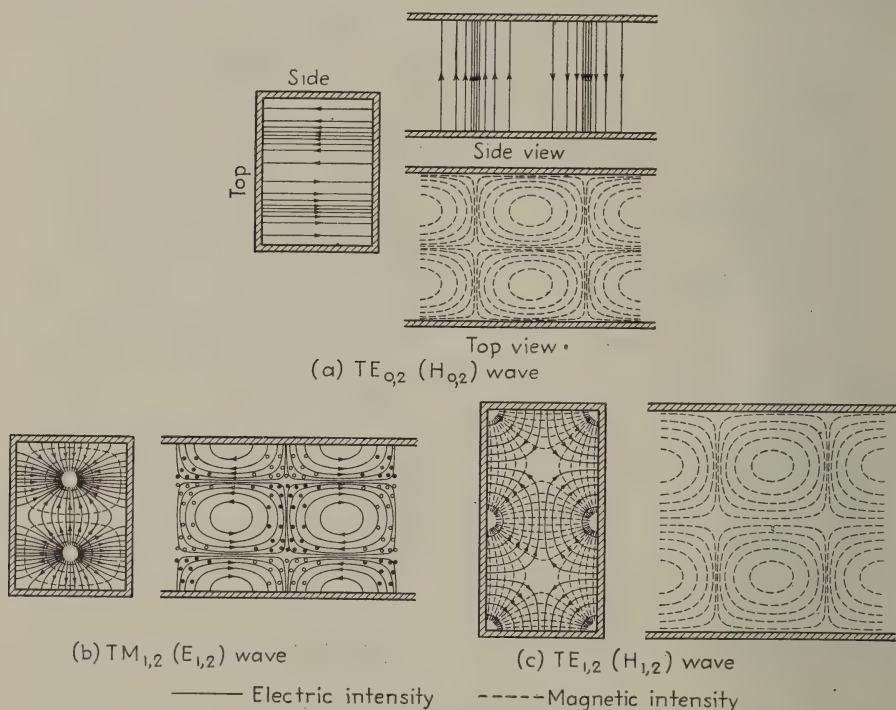 Side
Top
Side view
Top view
(a) TE0,2 (H0,2) wave
(b) TM1,2 (E1,2) wave
(c) TE1,2 (H1,2) wave
Electric intensity
Magnetic intensity